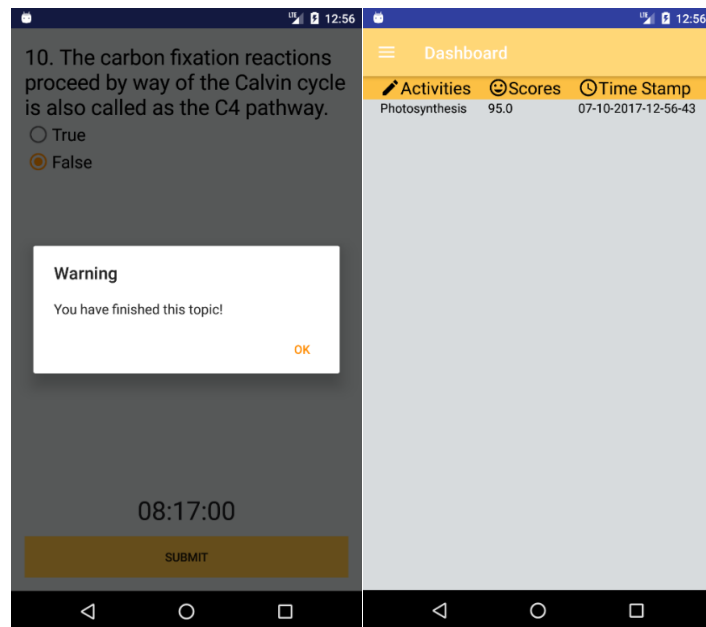 LTE 12:56
10. The carbon fixation reactions
proceed by way of the Calvin cycle
is also called as the C4 pathway.
True
False
Warning
You have finished this topic!
OK
08:17:00
SUBMIT
LTE 12:56
Dashboard
Activities Scores Time Stamp
Photosynthesis 95.0 07-10-2017-12-56-43